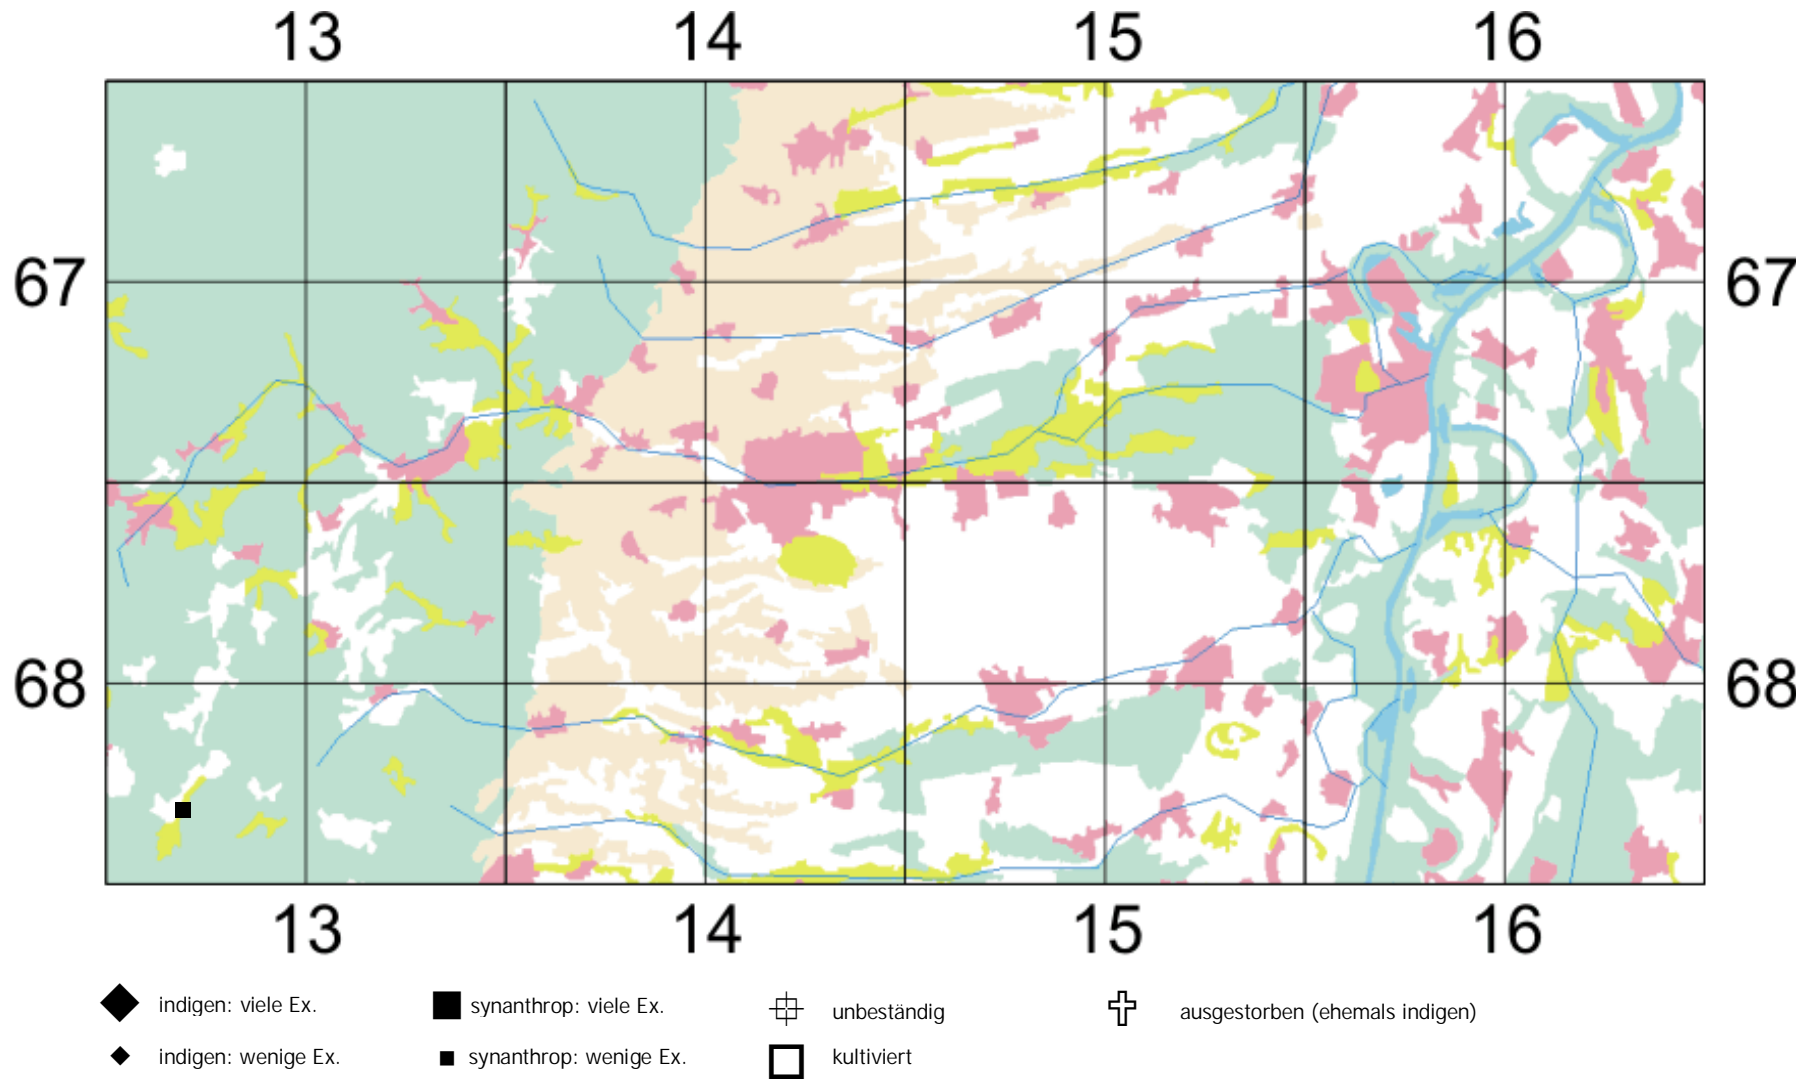 13 14 15 16
67 67
68 68
13 14 15 16
indigen: viele Ex. synanthrop: viele Ex. unbeständig ausgestorben (ehemals indigen)
indigen: wenige Ex. synanthrop: wenige Ex. kultiviert